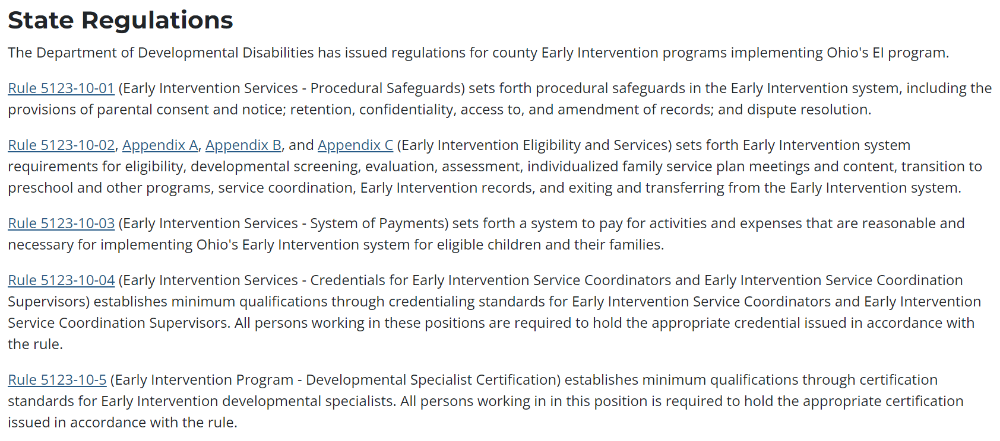 State Regulations
The Department of Developmental Disabilities has issued regulations for county Early Intervention programs implementing Ohio's EI program.
Rule 5123-10-01 (Early Intervention Services - Procedural Safeguards) sets forth procedural safeguards in the Early Intervention system, including the
provisions of parental consent and notice; retention, confidentiality, access to, and amendment of records; and dispute resolution.
Rule 5123-10-02, Appendix A, Appendix B, and Appendix C (Early Intervention Eligibility and Services) sets forth Early Intervention system
requirements for eligibility, developmental screening, evaluation, assessment, individualized family service plan meetings and content, transition to
preschool and other programs, service coordination, Early Intervention records, and exiting and transferring from the Early Intervention system.
Rule 5123-10-03 (Early Intervention Services - System of Payments) sets forth a system to pay for activities and expenses that are reasonable and
necessary for implementing Ohio's Early Intervention system for eligible children and their families.
Rule 5123-10-04 (Early Intervention Services - Credentials for Early Intervention Service Coordinators and Early Intervention Service Coordination
Supervisors) establishes minimum qualifications through credentialing standards for Early Intervention Service Coordinators and Early Intervention
Service Coordination Supervisors. All persons working in these positions are required to hold the appropriate credential issued in accordance with
the rule.
Rule 5123-10-5 (Early Intervention Program - Developmental Specialist Certification) establishes minimum qualifications through certification
standards for Early Intervention developmental specialists. All persons working in in this position is required to hold the appropriate certification
issued in accordance with the rule.